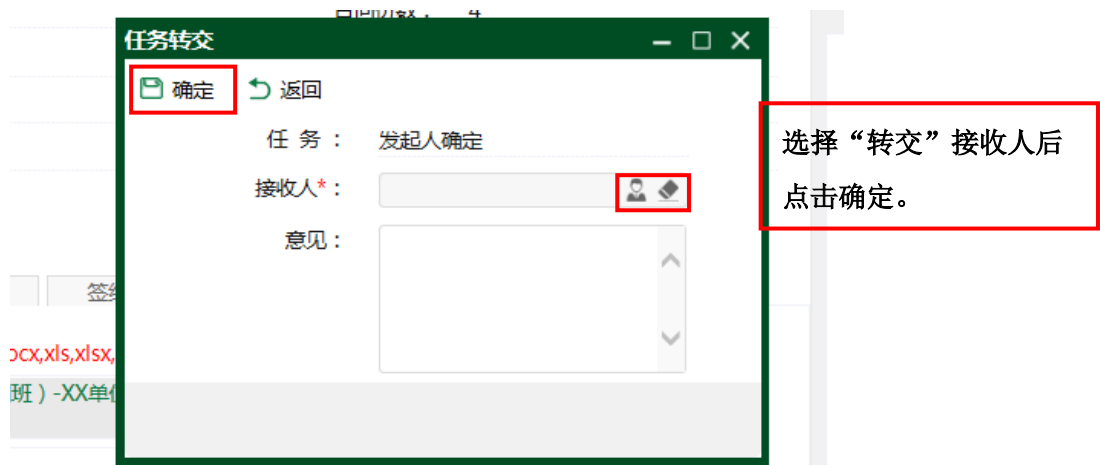 任务转交
确定 返回
任 务 ： 发起人确定
接收人*：
意见：
选择“转交”接收人后
点击确定。
签
ocx,xls,xlsx,
班）-XX单